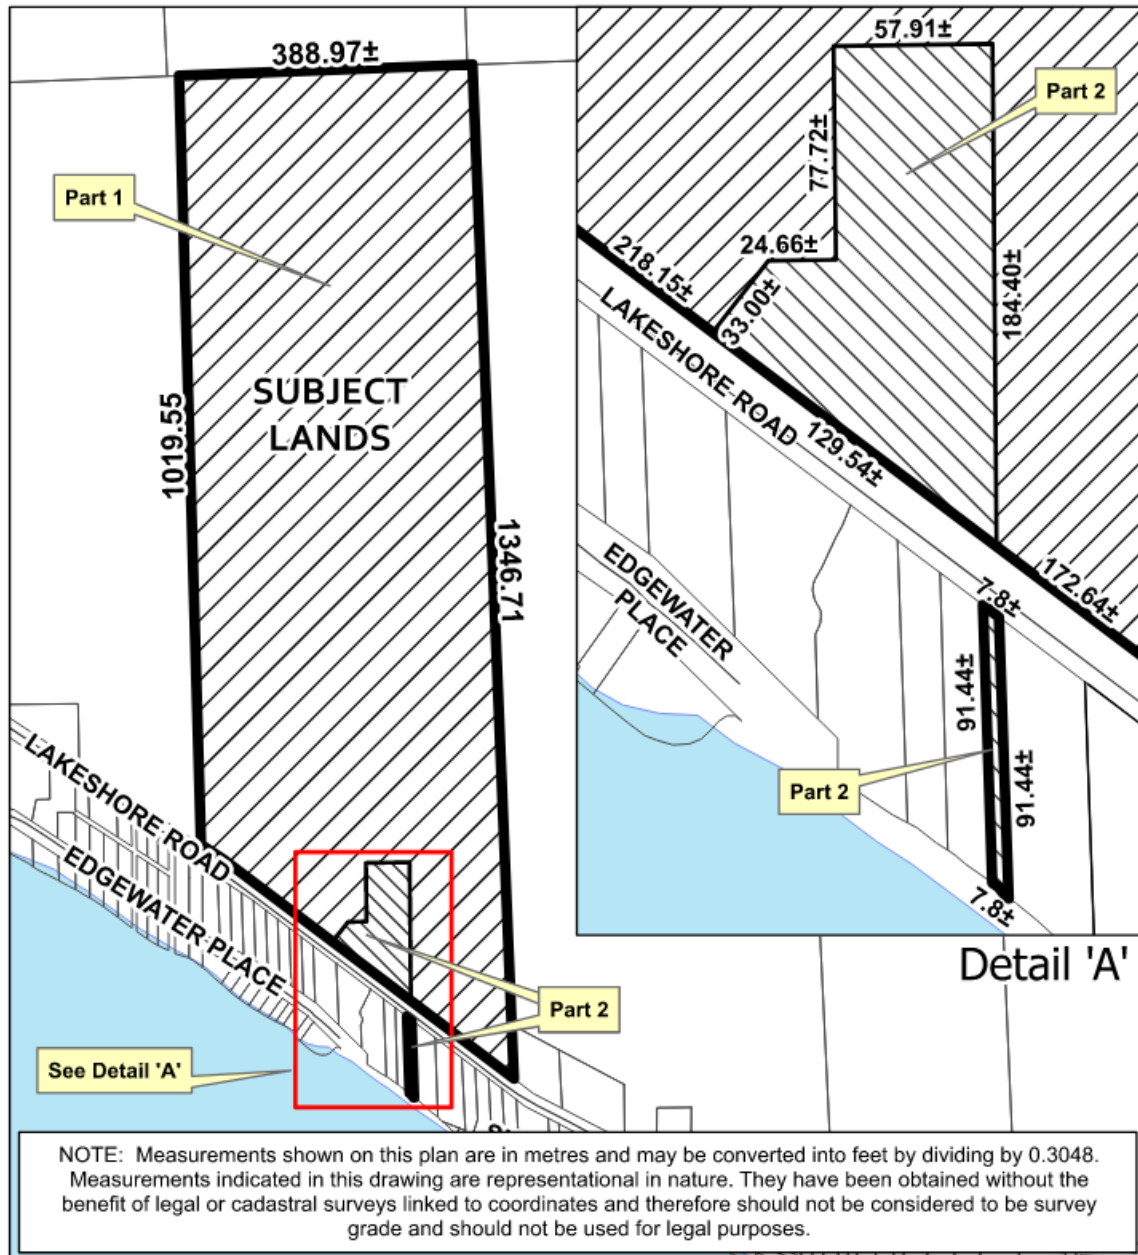 388.97±
Part 1
SUBJECT
LANDS
1019.55
1346.71
LAKESHORE ROAD
EDGEWATER PLACE
Part 2
See Detail 'A'
57.91±
Part 2
77.72±
24.66±
218.15±
33.00±
184.40±
LAKESHORE ROAD
129.54±
172.64±
EDGEWATER
PLACE
7.8±
91.44±
91.44±
Part 2
7.8±
Detail 'A'
NOTE: Measurements shown on this plan are in metres and may be converted into feet by dividing by 0.3048.
Measurements indicated in this drawing are representational in nature. They have been obtained without the
benefit of legal or cadastral surveys linked to coordinates and therefore should not be considered to be survey
grade and should not be used for legal purposes.